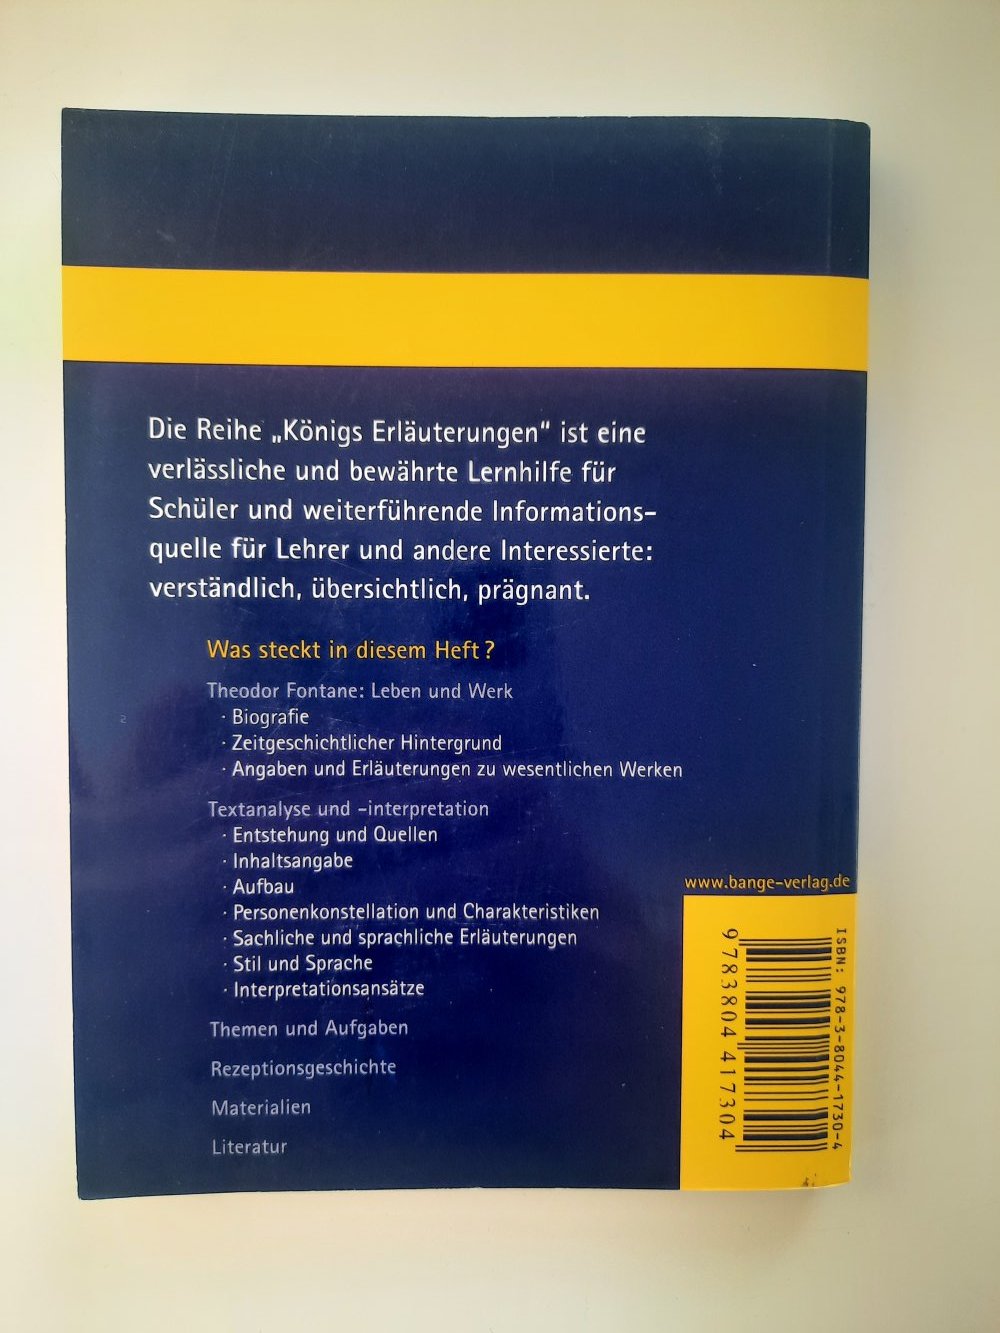 Die Reihe „Königs Erläuterungen“ ist eine
verlässliche und bewährte Lernhilfe für
Schüler und weiterführende Informations-
quelle für Lehrer und andere Interessierte:
verständlich, übersichtlich, prägnant.
Was steckt in diesem Heft?
Theodor Fontane: Leben und Werk
· Biografie
· Zeitgeschichtlicher Hintergrund
· Angaben und Erläuterungen zu wesentlichen Werken
Textanalyse und -interpretation
· Entstehung und Quellen
· Inhaltsangabe
· Aufbau
· Personenkonstellation und Charakteristiken
· Sachliche und sprachliche Erläuterungen
· Stil und Sprache
· Interpretationsansätze
Themen und Aufgaben
Rezeptionsgeschichte
Materialien
Literatur
www.bange-verlag.de
ISBN: 978-3-8044-1730-4
9 783804 417304